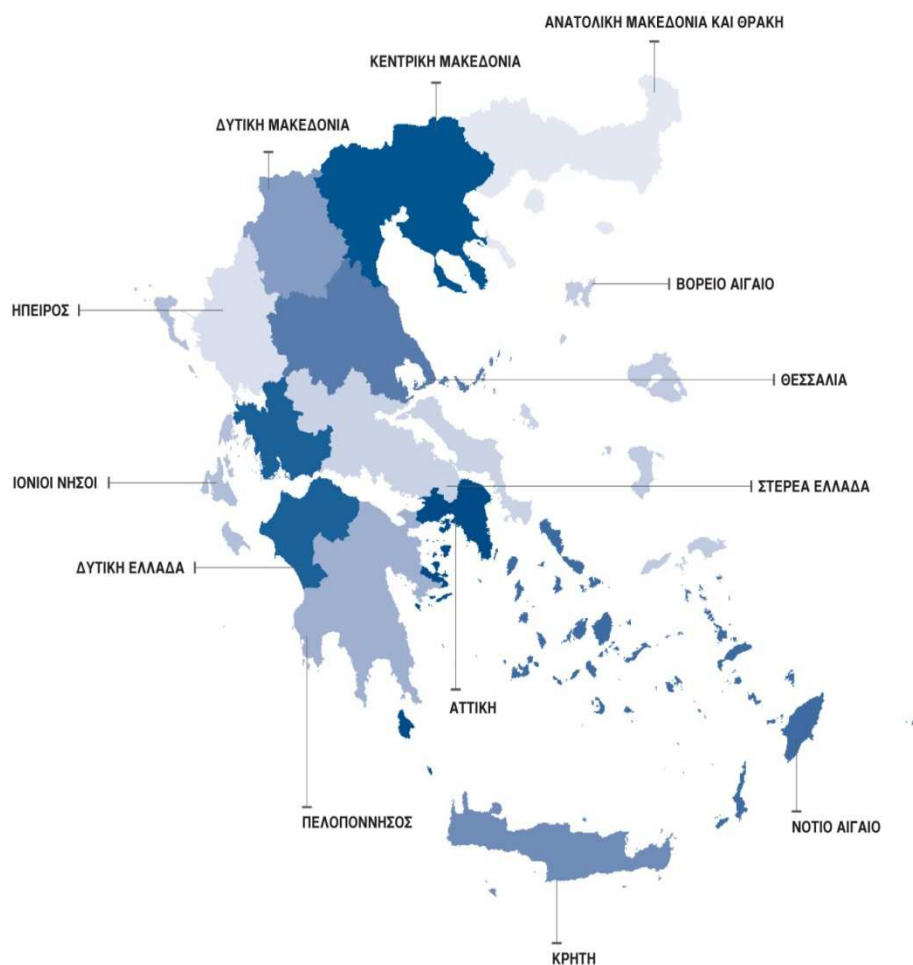 ΑΝΑΤΟΛΙΚΗ ΜΑΚΕΔΟΝΙΑ ΚΑΙ ΘΡΑΚΗ
ΚΕΝΤΡΙΚΗ ΜΑΚΕΔΟΝΙΑ
ΔΥΤΙΚΗ ΜΑΚΕΔΟΝΙΑ
ΒΟΡΕΙΟ ΑΙΓΑΙΟ
ΗΠΕΙΡΟΣ
ΘΕΣΣΑΛΙΑ
ΙΟΝΙΟΙ ΝΗΣΟΙ
ΣΤΕΡΕΑ ΕΛΛΑΔΑ
ΔΥΤΙΚΗ ΕΛΛΑΔΑ
ΑΤΤΙΚΗ
ΠΕΛΟΠΟΝΝΗΣΟΣ
ΝΟΤΙΟ ΑΙΓΑΙΟ
ΚΡΗΤΗ